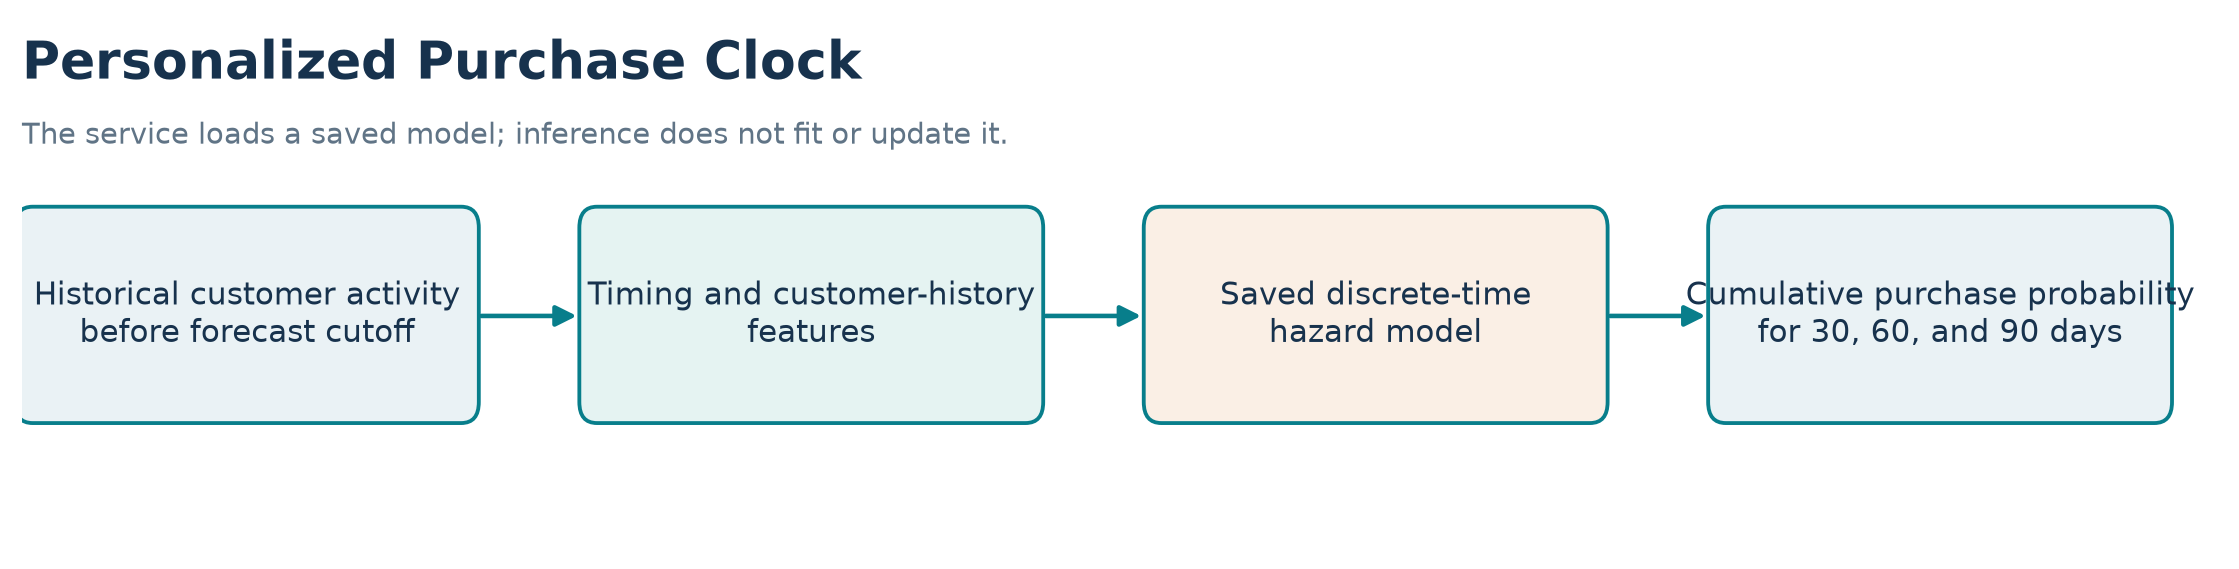 Personalized Purchase Clock
The service loads a saved model; inference does not fit or update it.
Historical customer activity
before forecast cutoff
Timing and customer-history
features
Saved discrete-time
hazard model
Cumulative purchase probability
for 30, 60, and 90 days